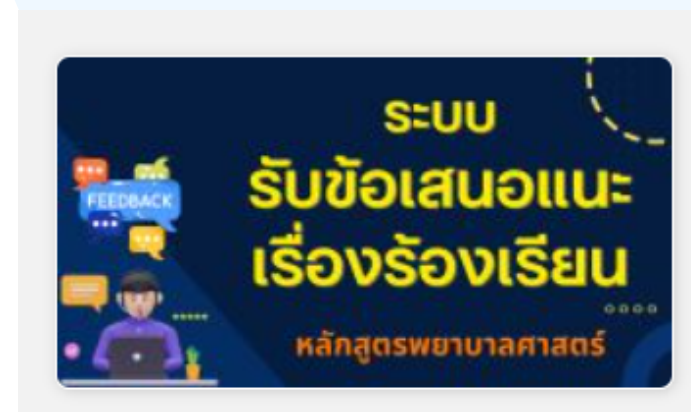 ระบบ
รับข้อเสนอแนะ
FEEDBACK
เรื่องร้องเรียน
หลักสูตรพยาบาลศาสตร์